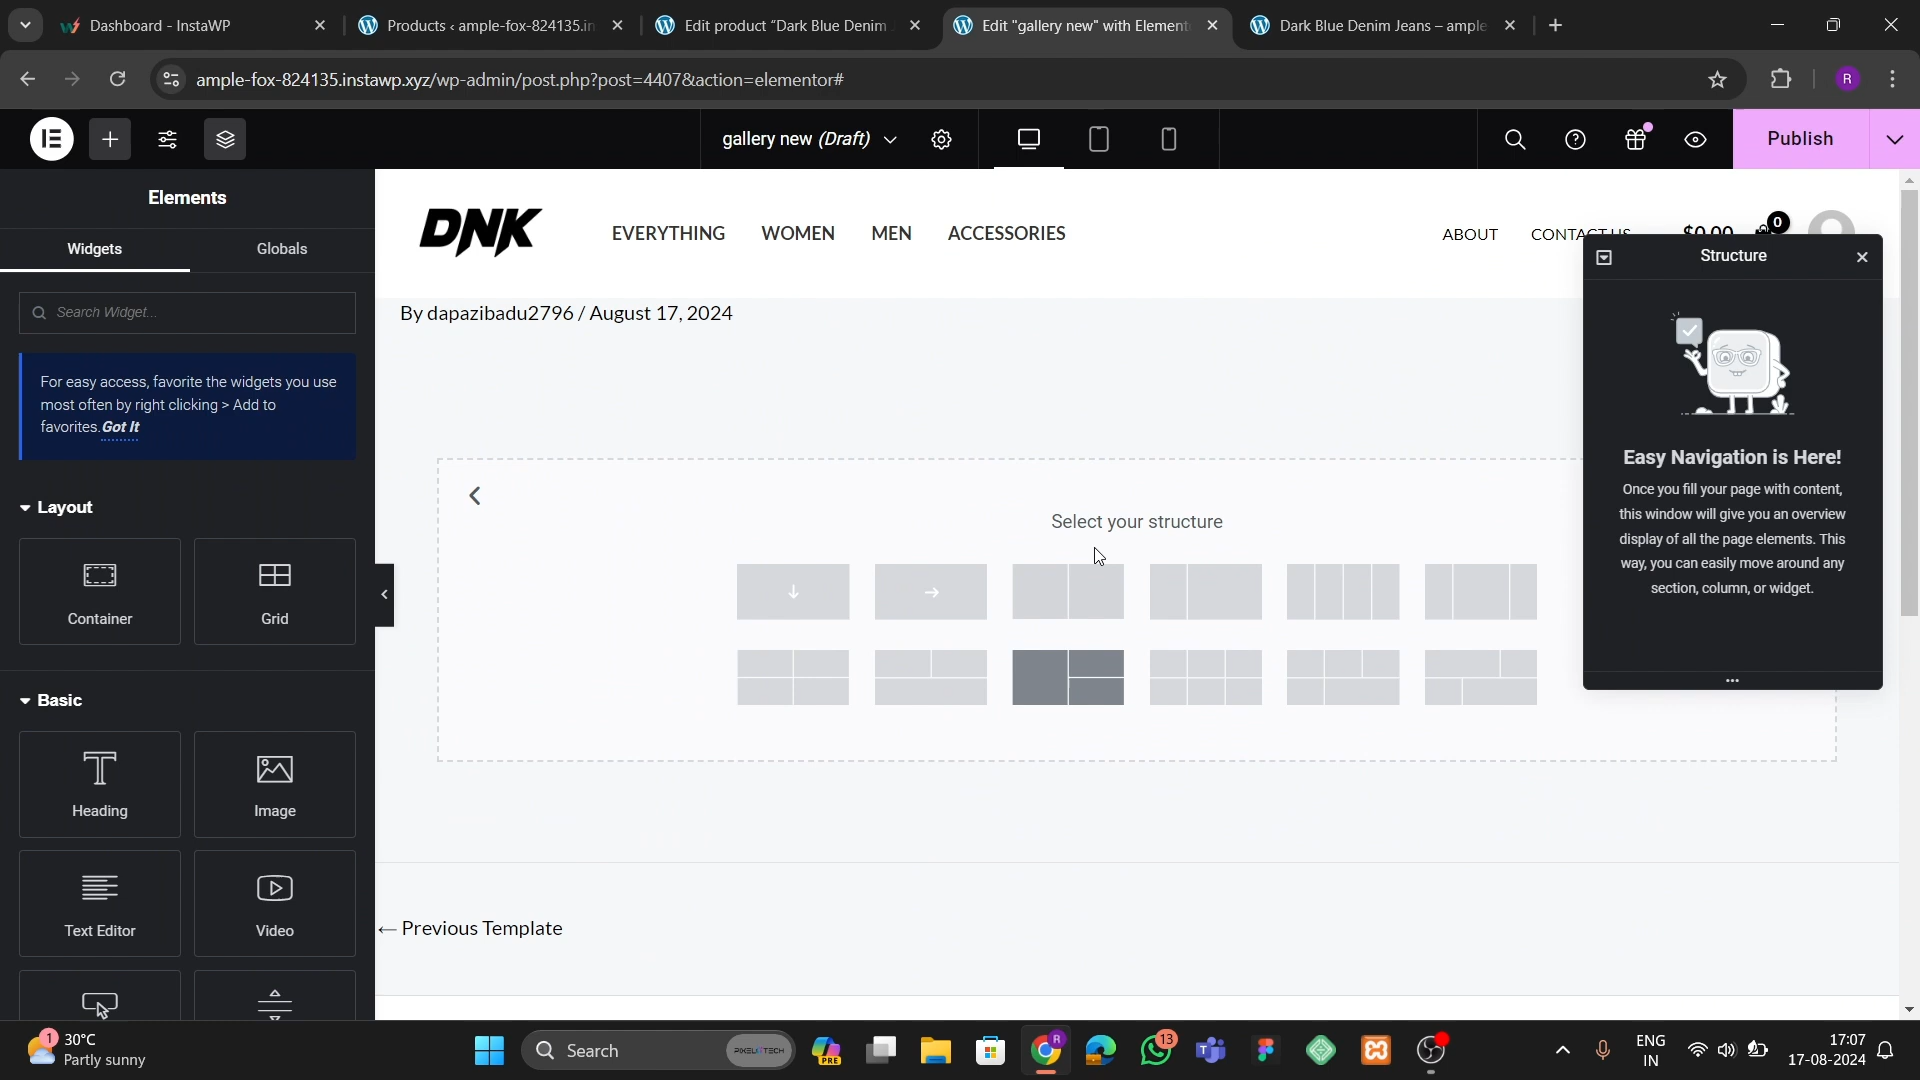 Dashboard - InstaWP
Products ‹ ample-fox-824135.in
Edit product “Dark Blue Denim
Edit "gallery new" with Element
Dark Blue Denim Jeans – ample
ample-fox-824135.instawp.xyz/wp-admin/post.php?post=4407&action=elementor#
R
gallery new (Draft)
Publish
Elements
Widgets
Globals
Search Widget...
For easy access, favorite the widgets you use
most often by right clicking > Add to
favorites. Got It
Layout
Container
Grid
Basic
Heading
Image
Text Editor
Video
DNK
EVERYTHING
WOMEN
MEN
ACCESSORIES
ABOUT
CONTACT US
$0.00
0
By dapazibadu2796 / August 17, 2024
Select your structure
← Previous Template
Structure
Easy Navigation is Here!
Once you fill your page with content,
this window will give you an overview
display of all the page elements. This
way, you can easily move around any
section, column, or widget.
1
30°C
Partly sunny
Search
PIXELITECH
PRE
R
13
ENG
IN
17:07
17-08-2024